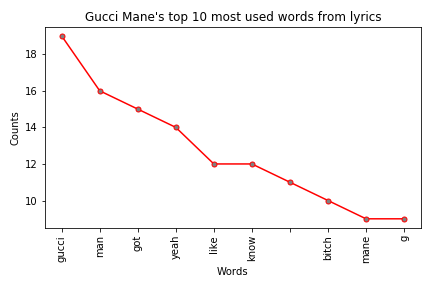 Gucci Mane's top 10 most used words from lyrics
Counts
18
16
14
12
10
gucci
man
got
yeah
like
know
bitch
mane
g
Words